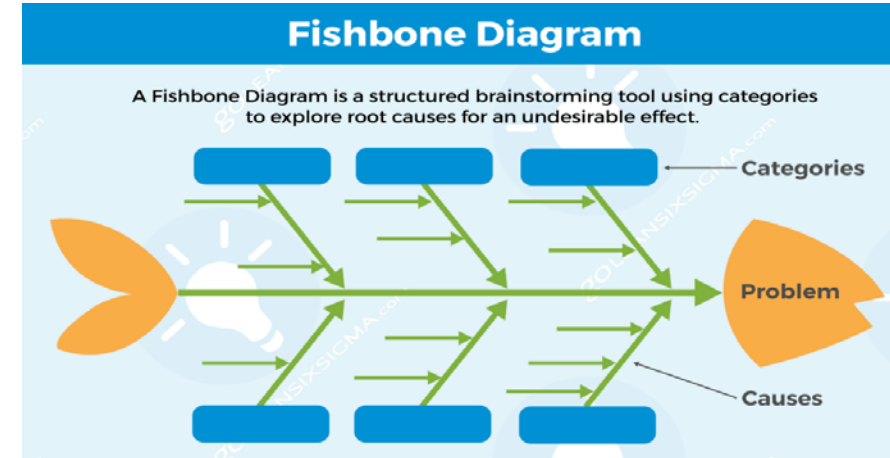 Fishbone Diagram
A Fishbone Diagram is a structured brainstorming tool using categories
to explore root causes for an undesirable effect.
Categories
Problem
Causes